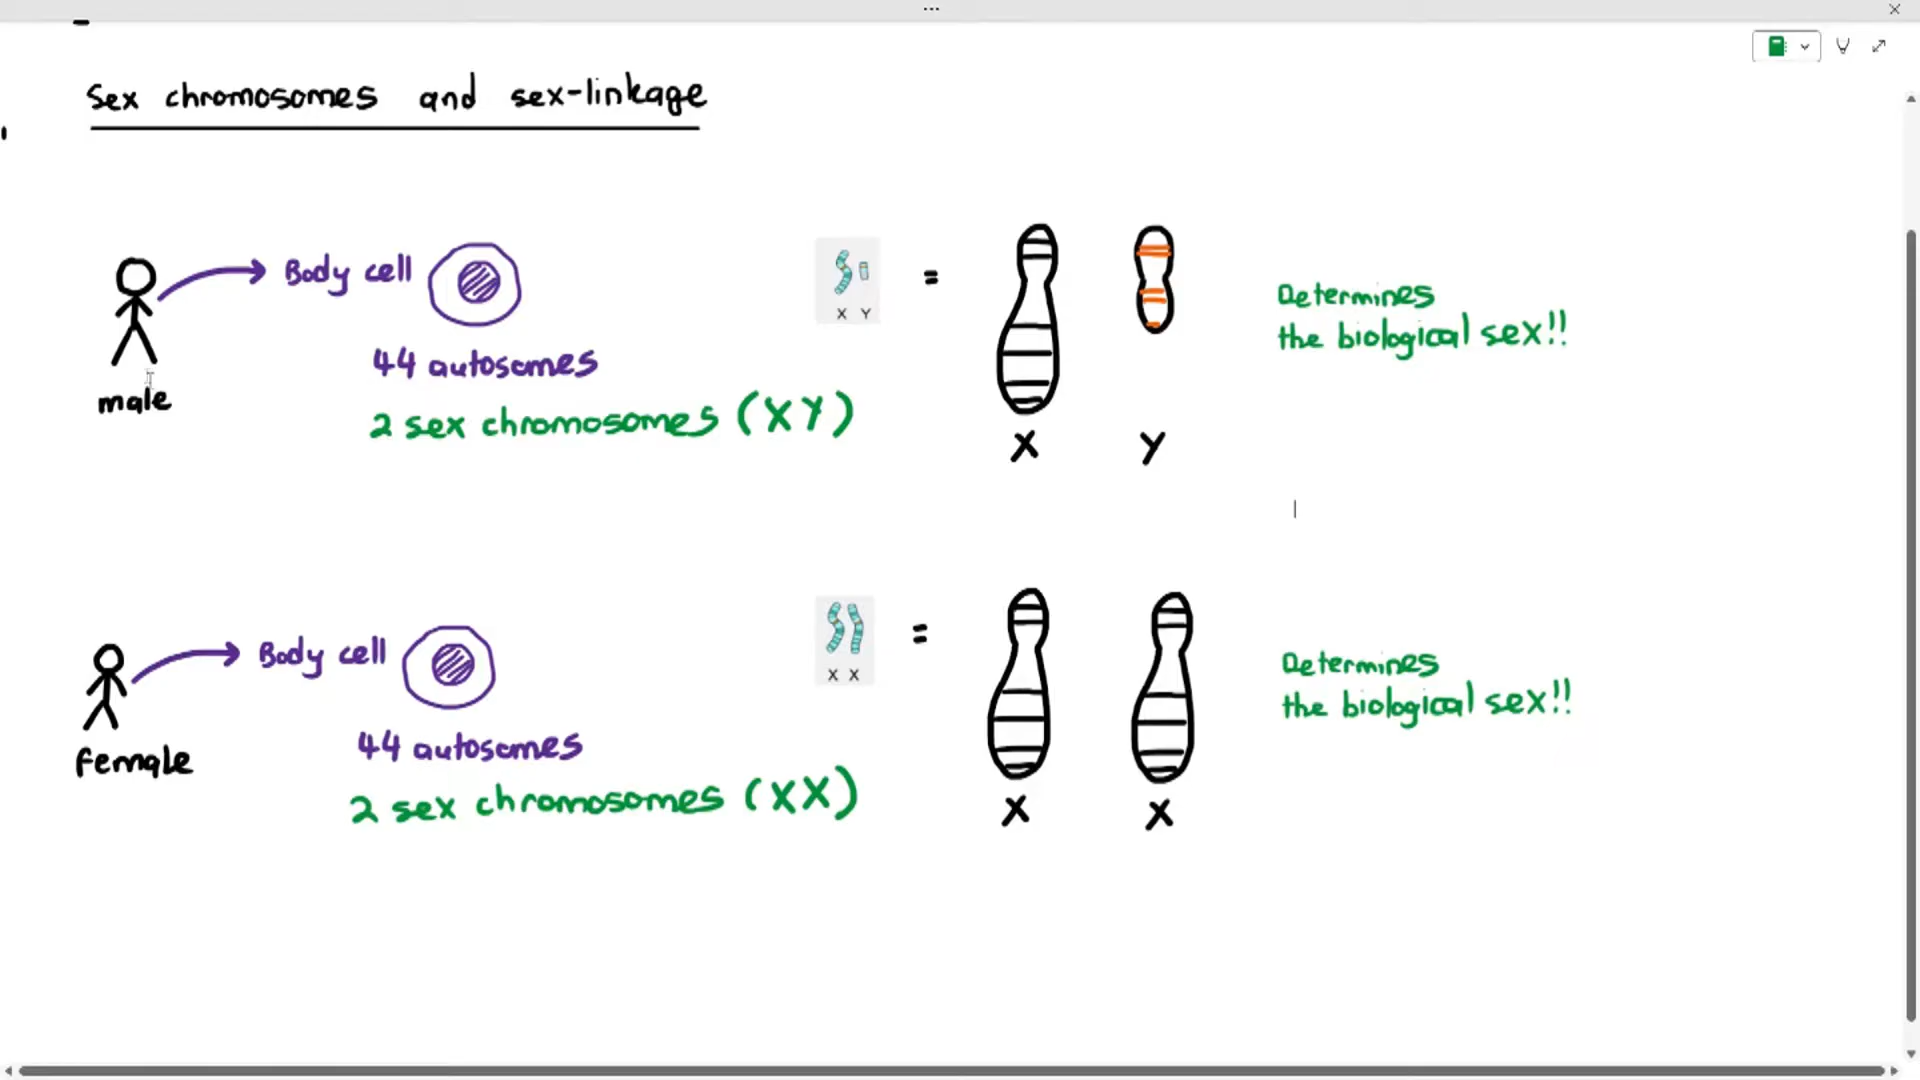 Sex chromosomes and sex-linkage
Body cell
44 autosomes
2 sex chromosomes (XY)
male
X Y
=
X Y
Determines
the biological sex!!
Body cell
44 autosomes
2 sex chromosomes (XX)
female
X X
=
X X
Determines
the biological sex!!